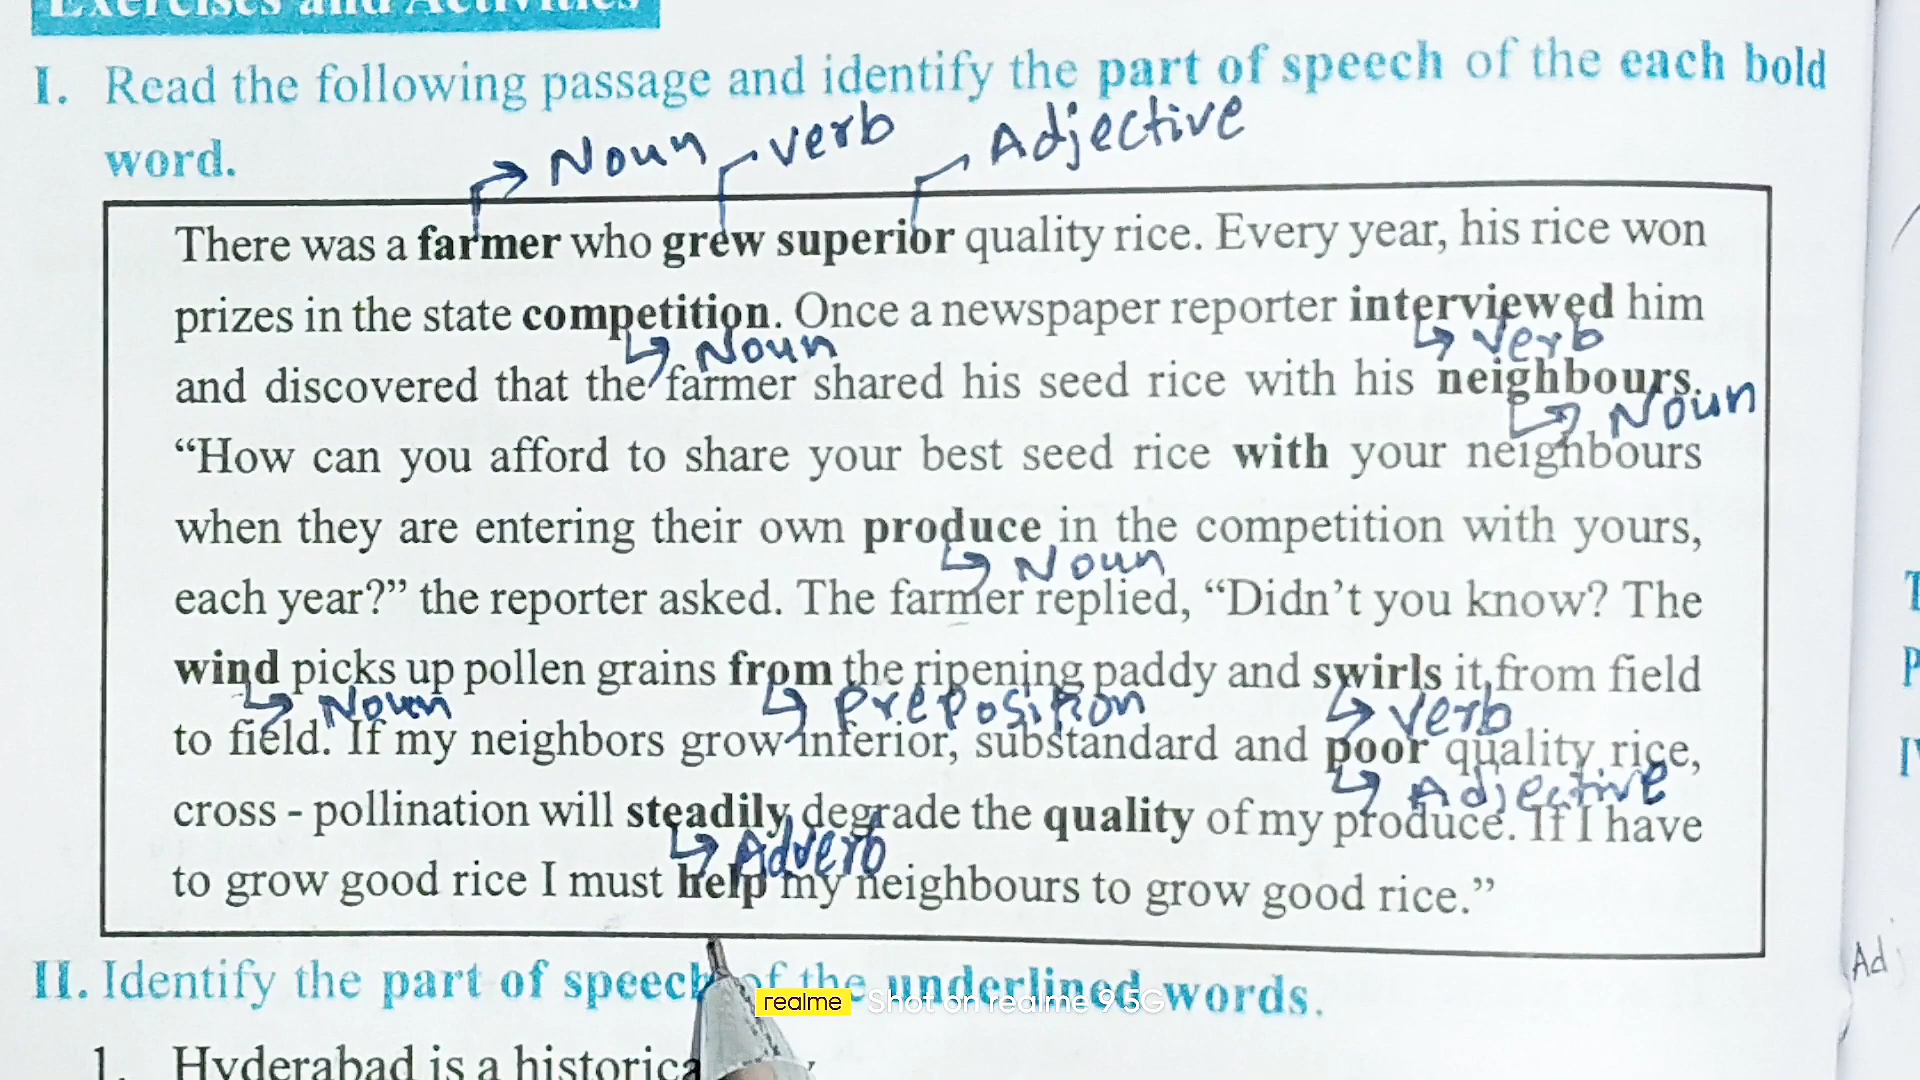 Exercises and Activities
I. Read the following passage and identify the part of speech of the each bold
word.
Noun verb Adjective
There was a farmer who grew superior quality rice. Every year, his rice won
prizes in the state competition. Once a newspaper reporter interviewed him
Noun Verb
and discovered that the farmer shared his seed rice with his neighbours.
Noun
“How can you afford to share your best seed rice with your neighbours
when they are entering their own produce in the competition with yours,
Noun
each year?” the reporter asked. The farmer replied, “Didn’t you know? The
wind picks up pollen grains from the ripening paddy and swirls it from field
Noun Preposition verb
to field. If my neighbors grow inferior, substandard and poor quality rice,
Adjective
cross - pollination will steadily degrade the quality of my produce. If I have
Adverb
to grow good rice I must help my neighbours to grow good rice.”
II. Identify the part of speech of the underlined words.
realme Shot on realme 9 5G
1. Hyderabad is a historica
Adj